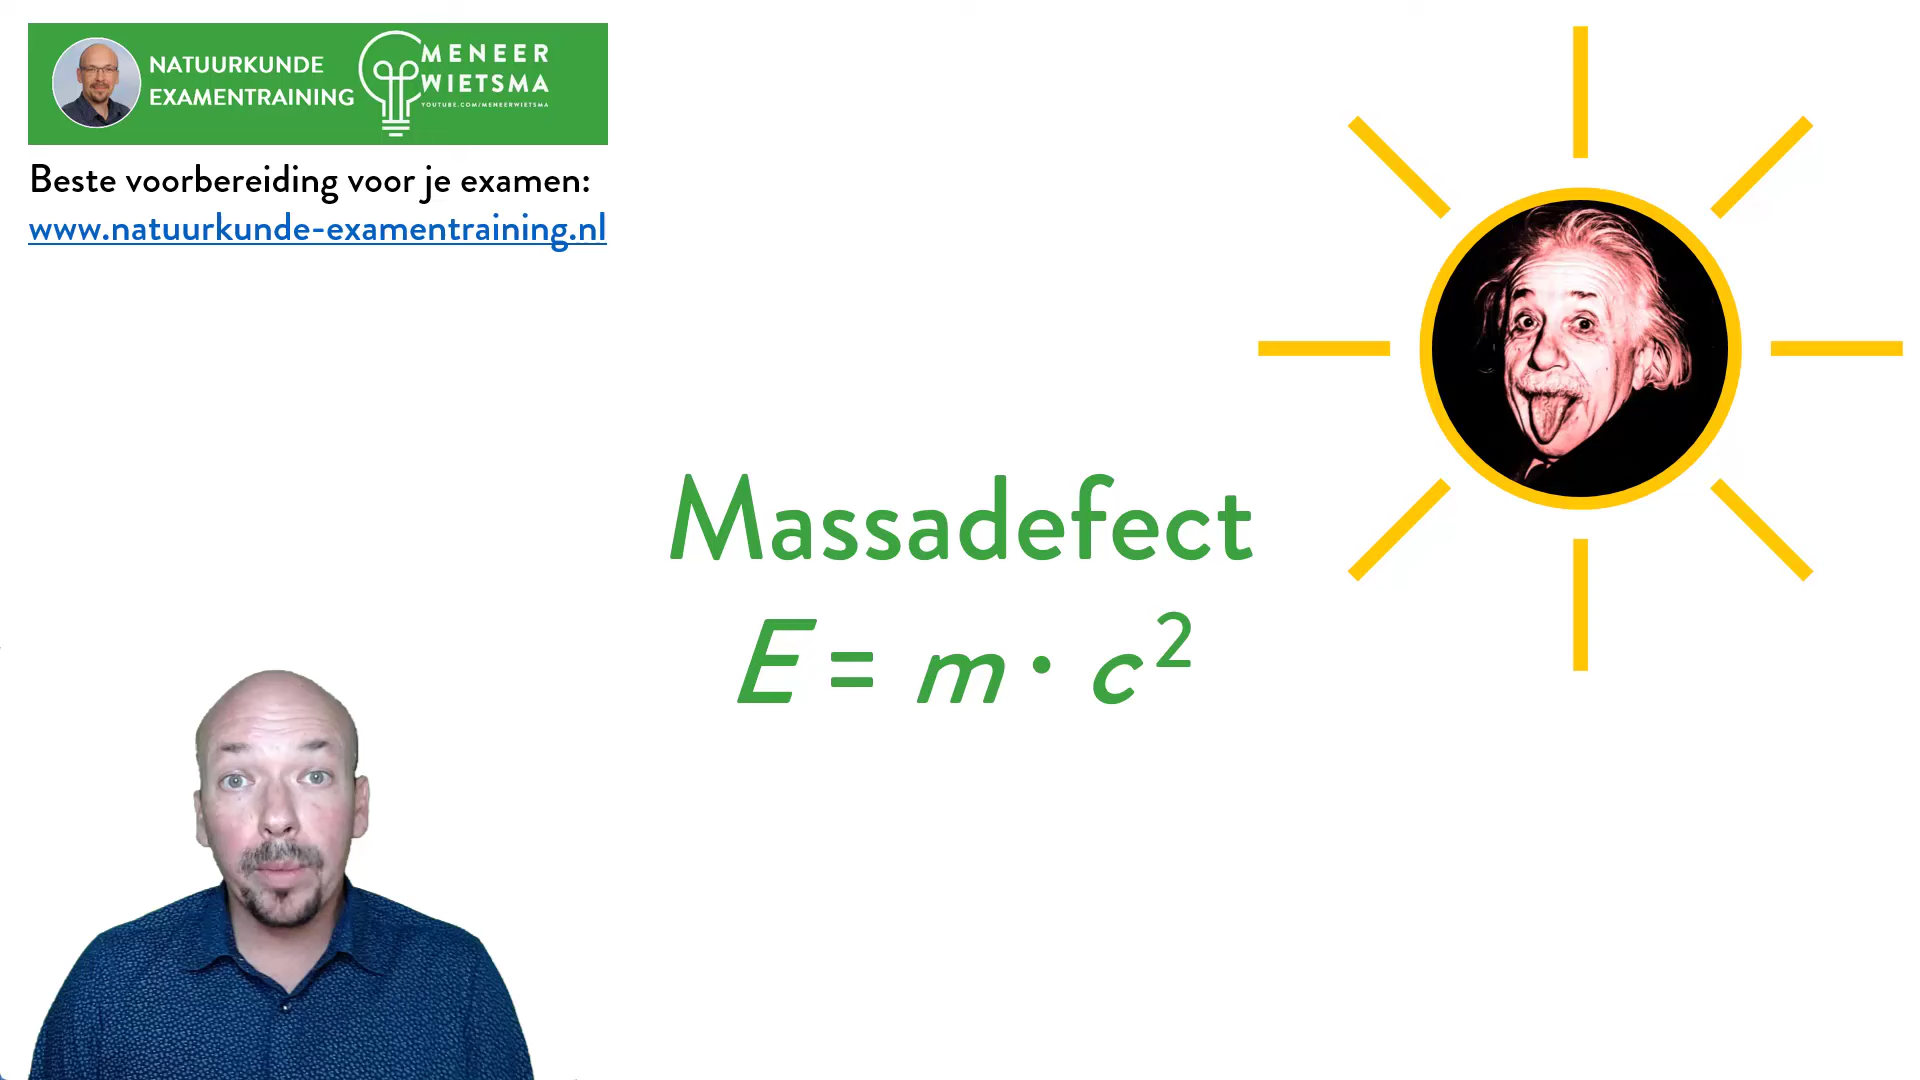 NATUURKUNDE
EXAMENTRAINING
MENEER
WIETSMA
YOUTUBE.COM/MENEERWIETSMA
Beste voorbereiding voor je examen:
www.natuurkunde-examentraining.nl
Massadefect
E = m · c²